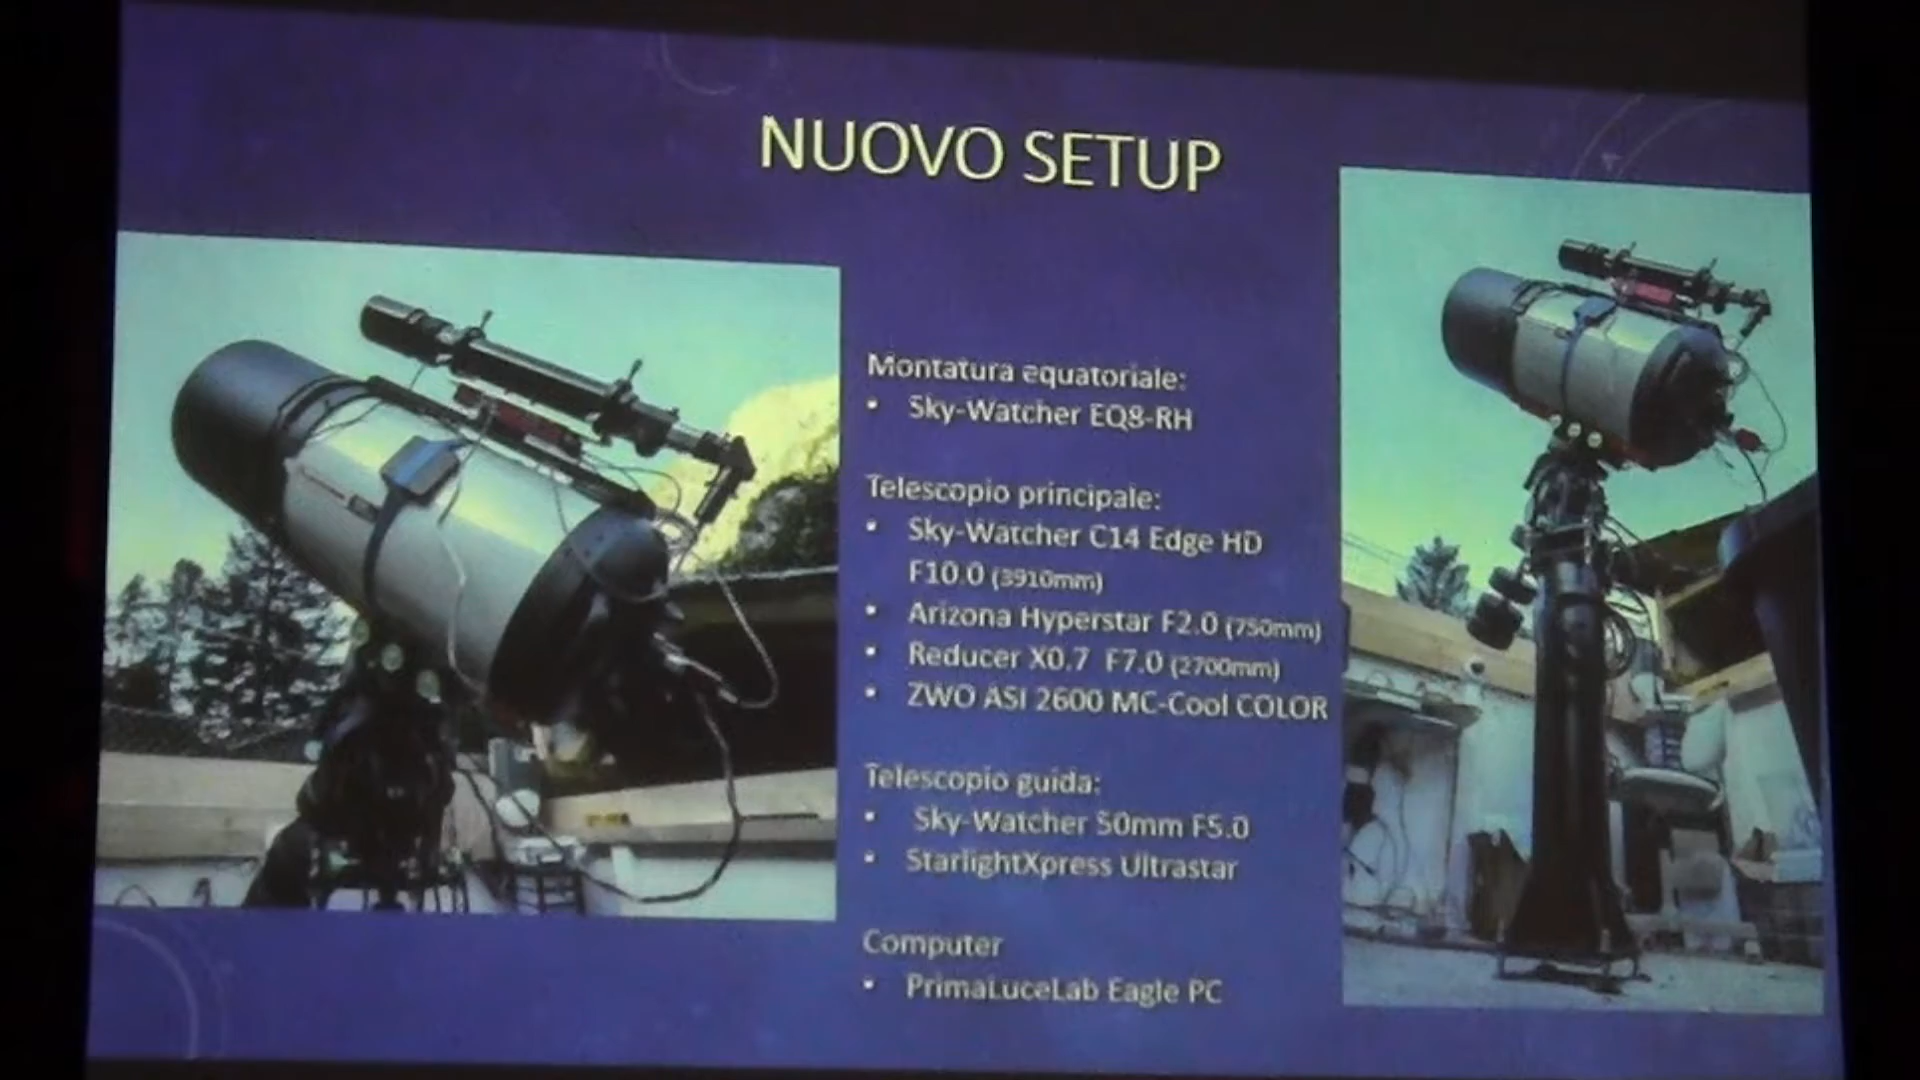 NUOVO SETUP
Montatura equatoriale:
• Sky-Watcher EQ8-RH
Telescopio principale:
• Sky-Watcher C14 Edge HD
F10.0 (3910mm)
• Arizona Hyperstar F2.0 (750mm)
• Reducer X0.7 F7.0 (2700mm)
• ZWO ASI 2600 MC-Cool COLOR
Telescopio guida:
• Sky-Watcher 50mm F5.0
• StarlightXpress Ultrastar
Computer
• PrimaLuceLab Eagle PC